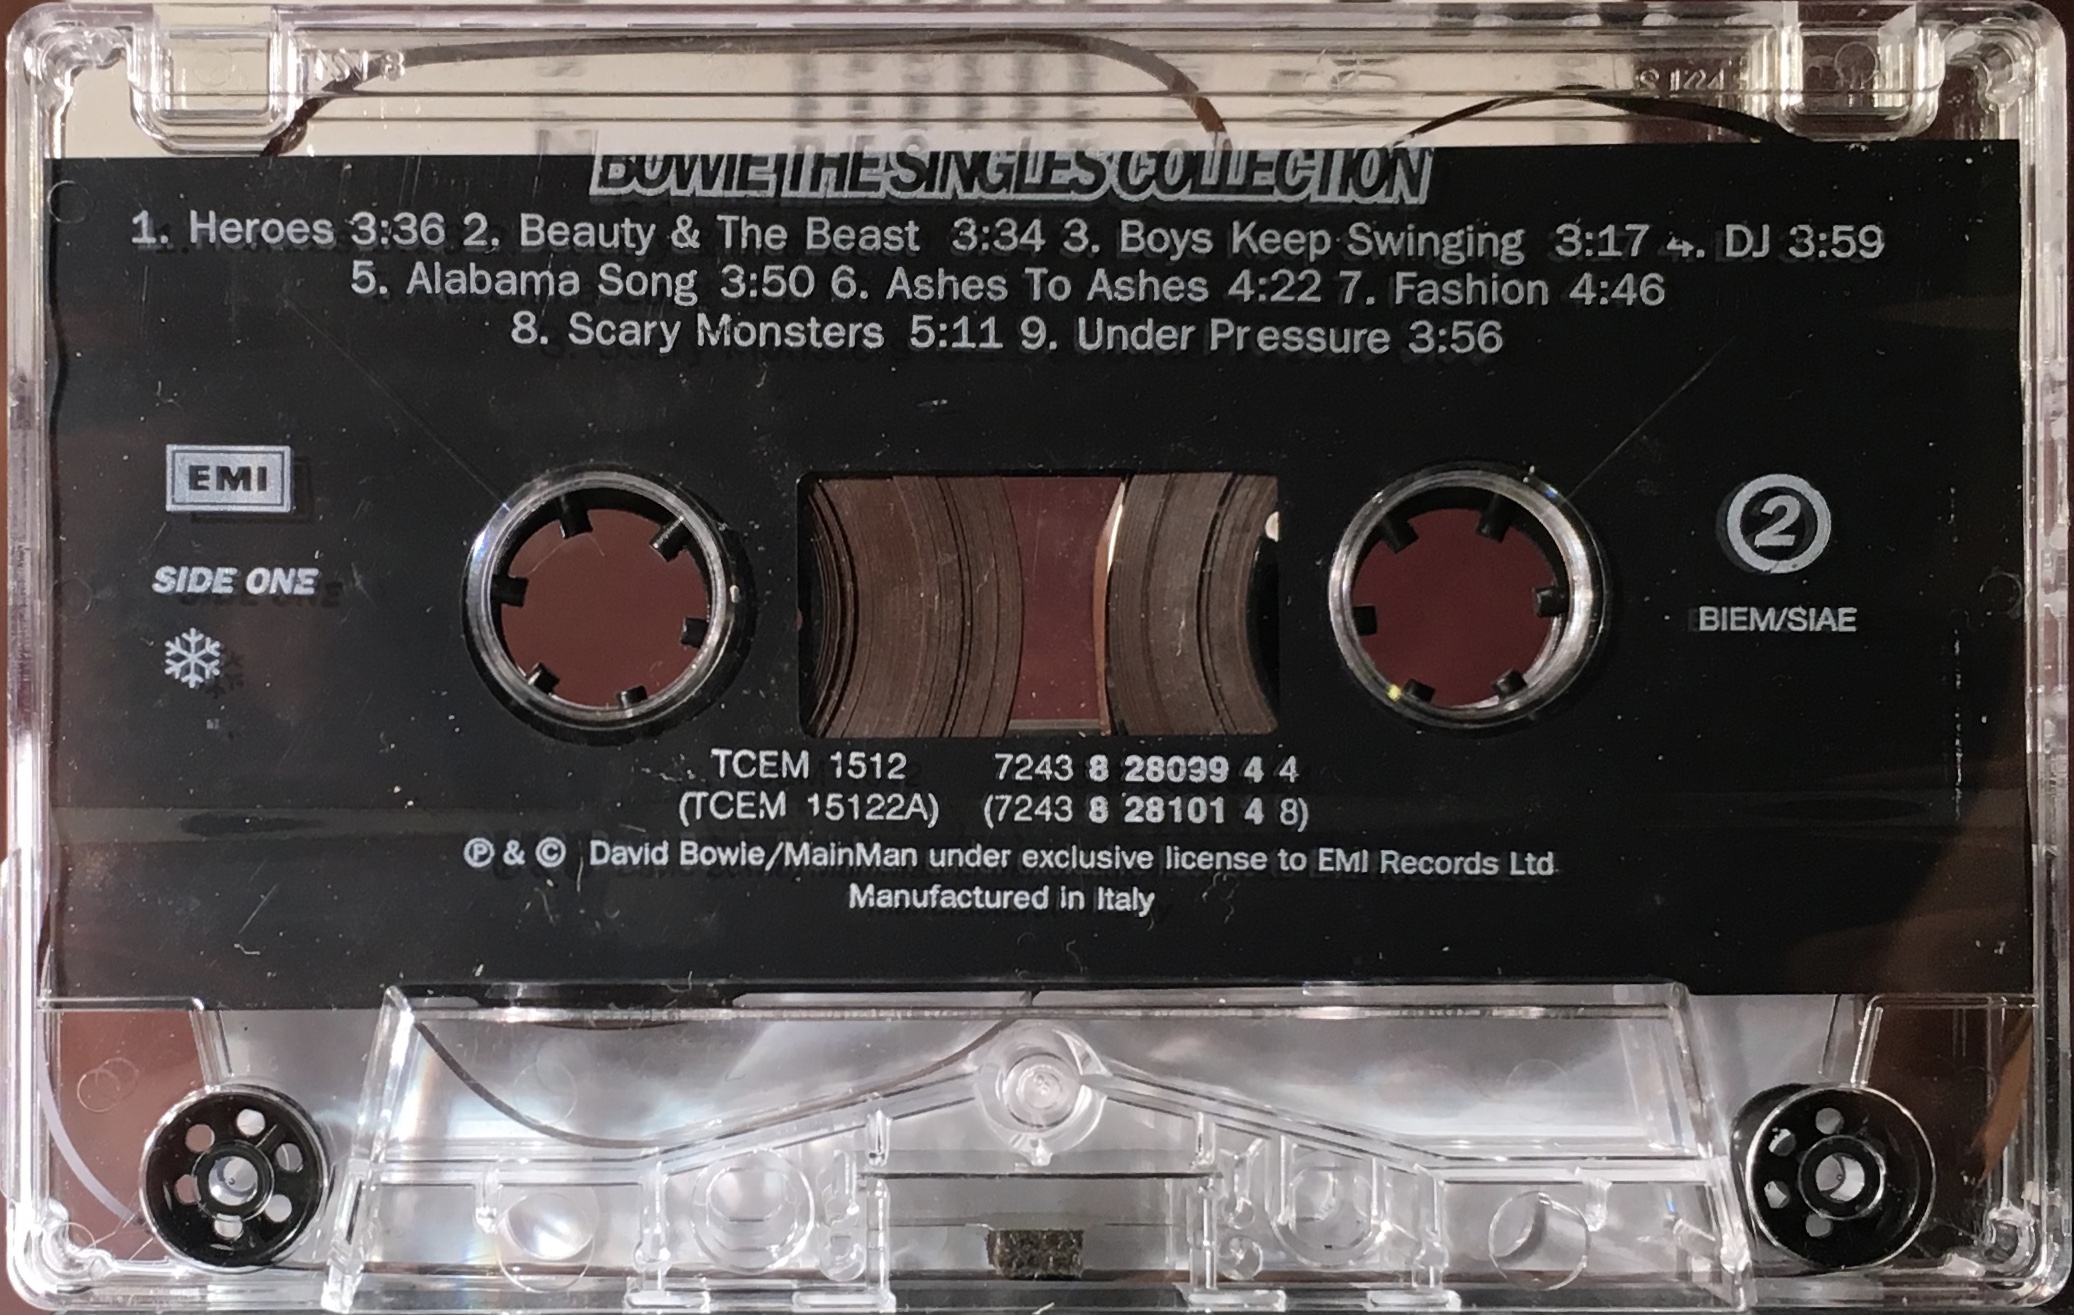 BOWIE THE SINGLES COLLECTION
1. Heroes 3:36 2. Beauty & The Beast 3:34 3. Boys Keep Swinging 3:17 4. DJ 3:59
5. Alabama Song 3:50 6. Ashes To Ashes 4:22 7. Fashion 4:46
8. Scary Monsters 5:11 9. Under Pressure 3:56
EMI
2
SIDE ONE
BIEM/SIAE
TCEM 1512 7243 8 28099 4 4
(TCEM 15122A) (7243 8 28101 4 8)
℗ & © David Bowie/MainMan under exclusive license to EMI Records Ltd
Manufactured in Italy